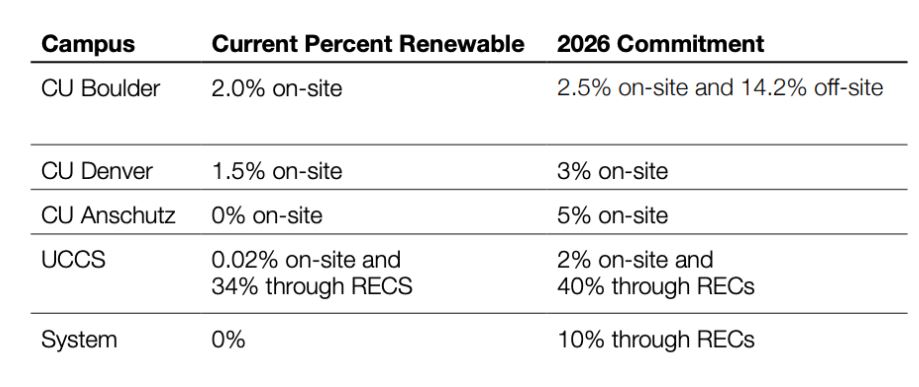 Campus Current Percent Renewable 2026 Commitment
CU Boulder 2.0% on-site 2.5% on-site and 14.2% off-site
CU Denver 1.5% on-site 3% on-site
CU Anschutz 0% on-site 5% on-site
UCCS 0.02% on-site and 2% on-site and
34% through RECS 40% through RECs
System 0% 10% through RECs